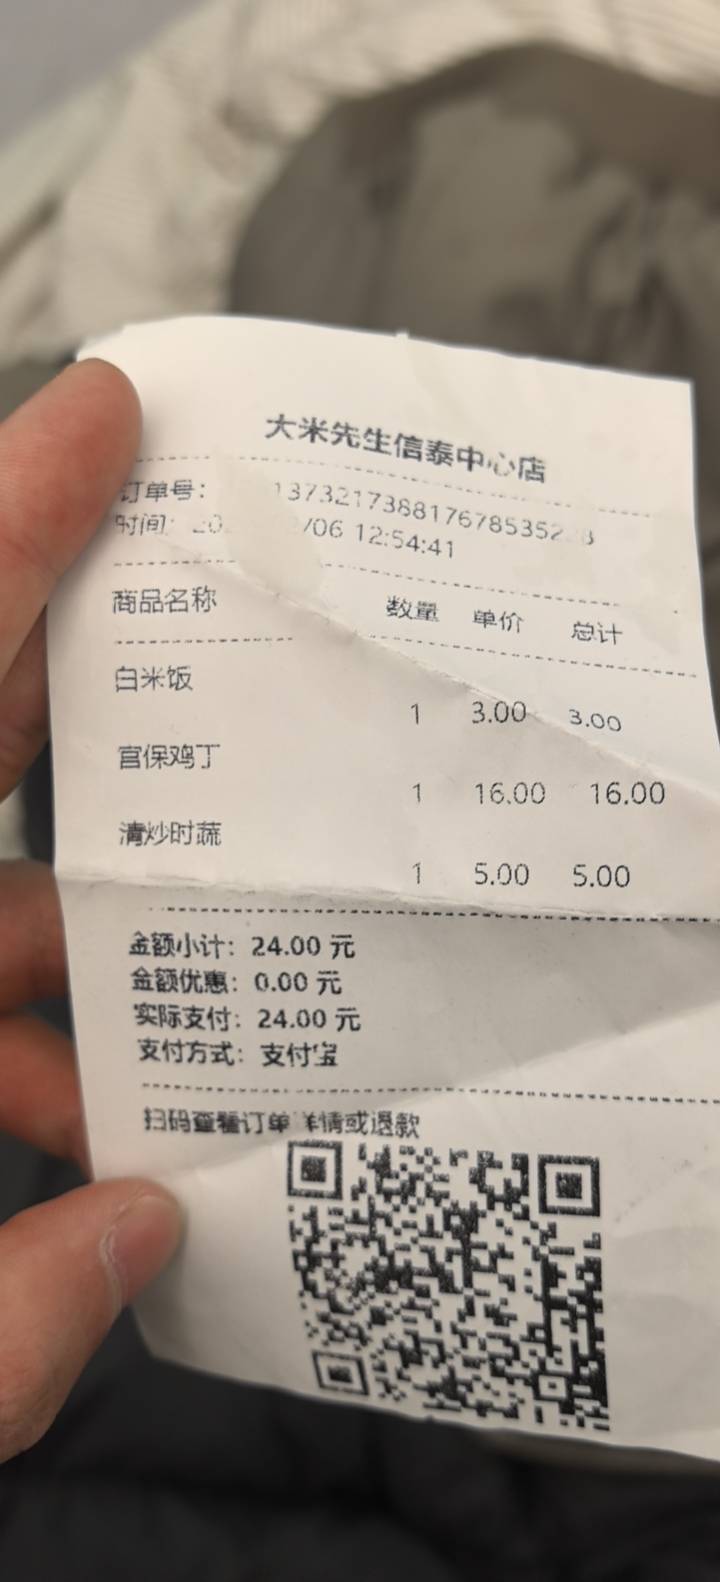 大米先生信泰中心店
订单号：
时间： /06 12:54:41
商品名称 数量 单价 总计
白米饭
1 3.00 3.00
宫保鸡丁
1 16.00 16.00
清炒时蔬
1 5.00 5.00
金额小计：24.00 元
金额优惠：0.00 元
实际支付：24.00 元
支付方式：支付宝
扫码查看订单详情或退款